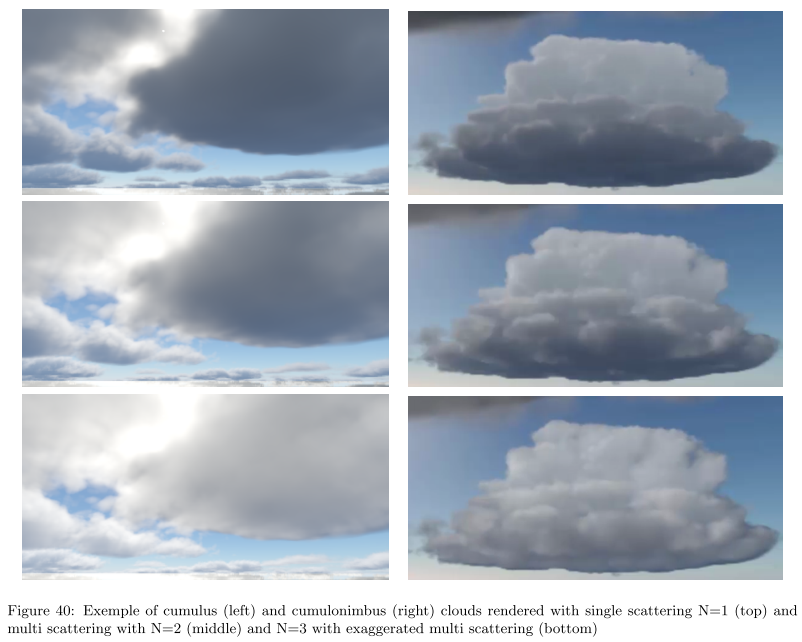 Figure 40: Exemple of cumulus (left) and cumulonimbus (right) clouds rendered with single scattering N=1 (top) and
multi scattering with N=2 (middle) and N=3 with exaggerated multi scattering (bottom)